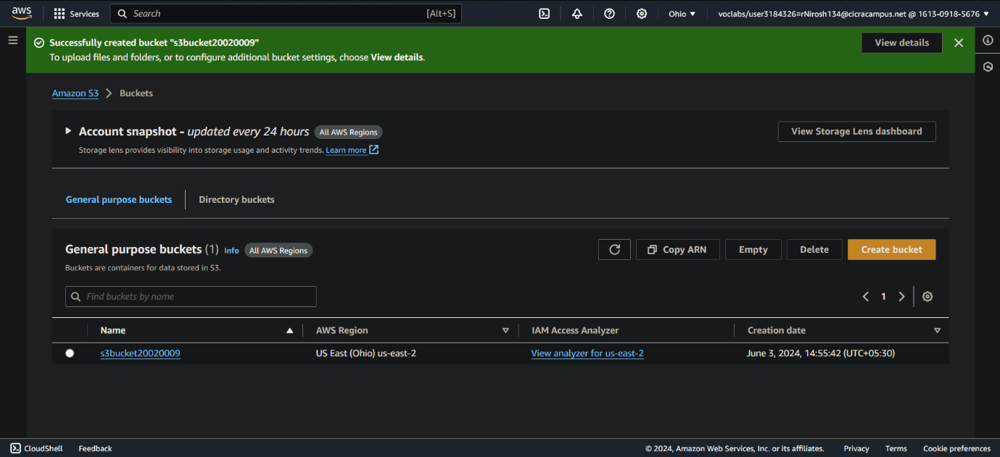 aws Services Search [Alt+S] Ohio voclabs/user3184326=rNirosh134@cicracampus.net @ 1613-0918-5676
Successfully created bucket "s3bucket20020009"
To upload files and folders, or to configure additional bucket settings, choose View details.
View details
Amazon S3 Buckets
Account snapshot - updated every 24 hours All AWS Regions
View Storage Lens dashboard
Storage lens provides visibility into storage usage and activity trends. Learn more
General purpose buckets Directory buckets
General purpose buckets (1) Info All AWS Regions
Copy ARN Empty Delete Create bucket
Buckets are containers for data stored in S3.
Find buckets by name
1
Name AWS Region IAM Access Analyzer Creation date
s3bucket20020009 US East (Ohio) us-east-2 View analyzer for us-east-2 June 3, 2024, 14:55:42 (UTC+05:30)
CloudShell Feedback © 2024, Amazon Web Services, Inc. or its affiliates. Privacy Terms Cookie preferences